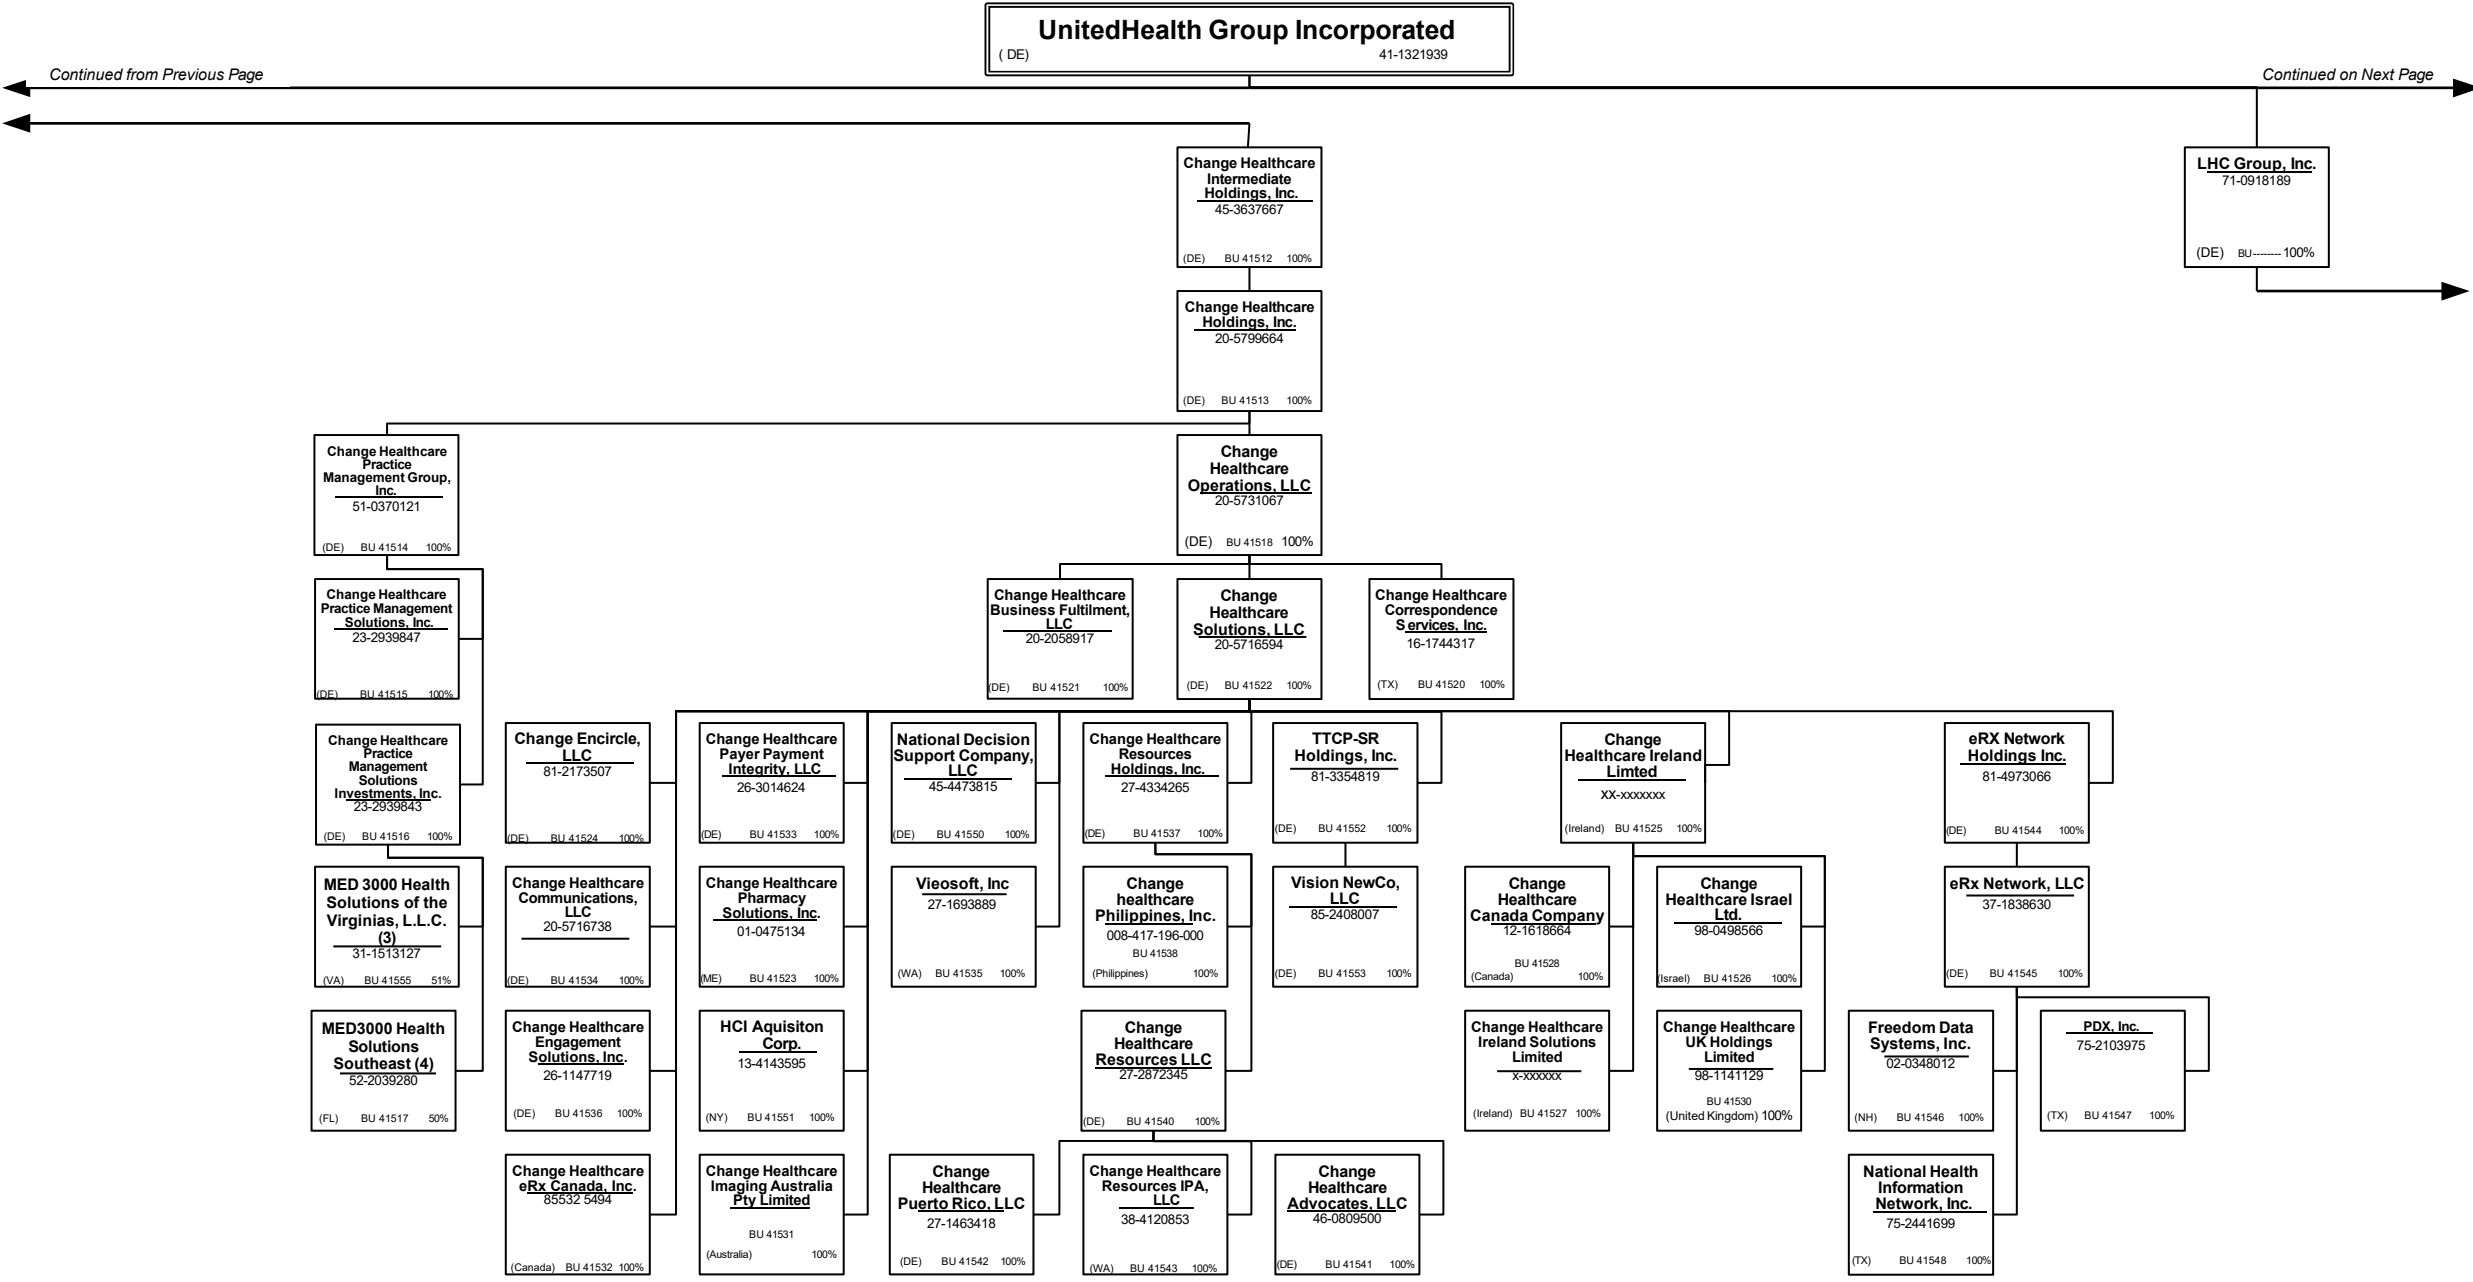 UnitedHealth Group Incorporated
( DE) 41-1321939
Continued from Previous Page
Continued on Next Page
Change Healthcare
Intermediate
Holdings, Inc.
45-3637667
(DE) BU 41512 100%
LHC Group, Inc.
71-0918189
(DE) BU-------- 100%
Change Healthcare
Holdings, Inc.
20-5799664
(DE) BU 41513 100%
Change Healthcare
Practice
Management Group,
Inc.
51-0370121
(DE) BU 41514 100%
Change
Healthcare
Operations, LLC
20-5731067
(DE) BU 41518 100%
Change Healthcare
Practice Management
Solutions, Inc.
23-2939847
(DE) BU 41515 100%
Change Healthcare
Business Fultilment,
LLC
20-2058917
(DE) BU 41521 100%
Change
Healthcare
Solutions, LLC
20-5716594
(DE) BU 41522 100%
Change Healthcare
Correspondence
Services, Inc.
16-1744317
(TX) BU 41520 100%
Change Healthcare
Practice
Management
Solutions
Investments, Inc.
23-2939843
(DE) BU 41516 100%
Change Encircle,
LLC
81-2173507
(DE) BU 41524 100%
Change Healthcare
Payer Payment
Integrity, LLC
26-3014624
(DE) BU 41533 100%
National Decision
Support Company,
LLC
45-4473815
(DE) BU 41550 100%
Change Healthcare
Resources
Holdings, Inc.
27-4334265
(DE) BU 41537 100%
TTCP-SR
Holdings, Inc.
81-3354819
(DE) BU 41552 100%
Change
Healthcare Ireland
Limted
XX-xxxxxxx
(Ireland) BU 41525 100%
eRX Network
Holdings Inc.
81-4973066
(DE) BU 41544 100%
MED 3000 Health
Solutions of the
Virginias, L.L.C.
(3)
31-1513127
(VA) BU 41555 51%
Change Healthcare
Communications,
LLC
20-5716738
(DE) BU 41534 100%
Change Healthcare
Pharmacy
Solutions, Inc.
01-0475134
(ME) BU 41523 100%
Vieosoft, Inc
27-1693889
(WA) BU 41535 100%
Change
healthcare
Philippines, Inc.
008-417-196-000
BU 41538
(Philippines) 100%
Vision NewCo,
LLC
85-2408007
(DE) BU 41553 100%
Change
Healthcare
Canada Company
12-1618664
BU 41528
(Canada) 100%
Change
Healthcare Israel
Ltd.
98-0498566
(Israel) BU 41526 100%
eRx Network, LLC
37-1838630
(DE) BU 41545 100%
MED3000 Health
Solutions
Southeast (4)
52-2039280
(FL) BU 41517 50%
Change Healthcare
Engagement
Solutions, Inc.
26-1147719
(DE) BU 41536 100%
HCI Aquisiton
Corp.
13-4143595
(NY) BU 41551 100%
Change
Healthcare
Resources LLC
27-2872345
(DE) BU 41540 100%
Change Healthcare
Ireland Solutions
Limited
x-xxxxxx
(Ireland) BU 41527 100%
Change Healthcare
UK Holdings
Limited
98-1141129
BU 41530
(United Kingdom) 100%
Freedom Data
Systems, Inc.
02-0348012
(NH) BU 41546 100%
PDX, Inc.
75-2103975
(TX) BU 41547 100%
Change Healthcare
eRx Canada, Inc.
85532 5494
(Canada) BU 41532 100%
Change Healthcare
Imaging Australia
Pty Limited
BU 41531
(Australia) 100%
Change
Healthcare
Puerto Rico, LLC
27-1463418
(DE) BU 41542 100%
Change Healthcare
Resources IPA,
LLC
38-4120853
(WA) BU 41543 100%
Change
Healthcare
Advocates, LLC
46-0809500
(DE) BU 41541 100%
National Health
Information
Network, Inc.
75-2441699
(TX) BU 41548 100%